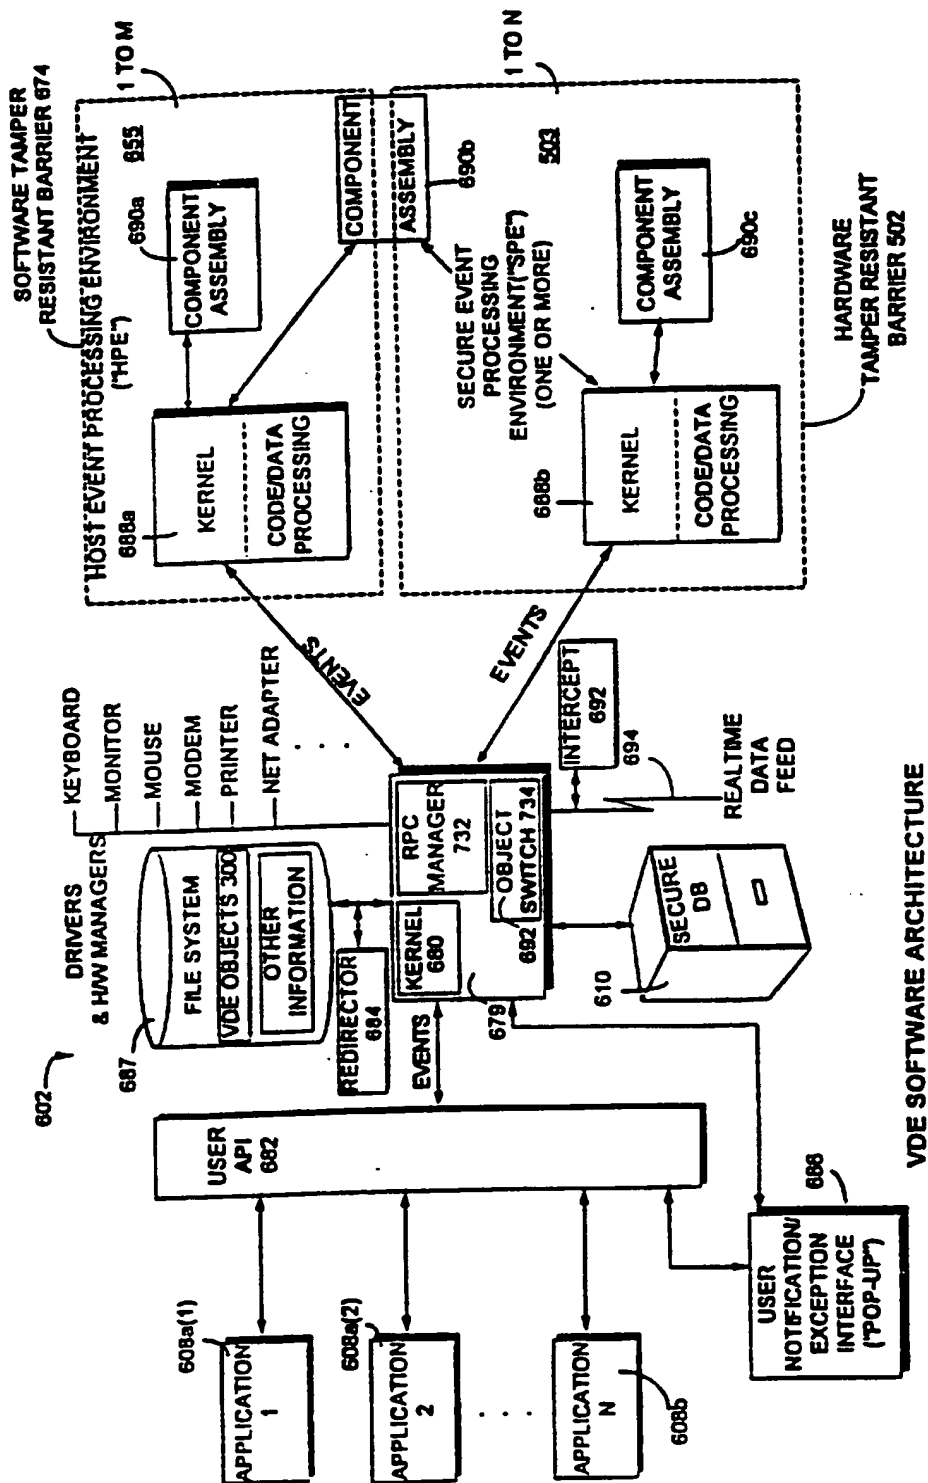 602
DRIVERS
& H/W MANAGERS
KEYBOARD
MONITOR
MOUSE
MODEM
PRINTER
NET ADAPTER
. . .
SOFTWARE TAMPER
RESISTANT BARRIER 674
HOST EVENT PROCESSING ENVIRONMENT
("HPE")
655
1 TO M
690a
COMPONENT
ASSEMBLY
688a
KERNEL
CODE/DATA
PROCESSING
COMPONENT
ASSEMBLY
690b
687
FILE SYSTEM
VDE OBJECTS 300
OTHER
INFORMATION
REDIRECTOR
684
EVENTS
USER
API
682
608a(1)
APPLICATION
1
608a(2)
APPLICATION
2
. . .
APPLICATION
N
608b
EVENTS
KERNEL
680
RPC
MANAGER
732
692
OBJECT
SWITCH 734
679
EVENTS
INTERCEPT
692
694
REALTIME
DATA
FEED
610
SECURE
DB
SECURE EVENT
PROCESSING
ENVIRONMENT("SPE")
(ONE OR MORE)
503
1 TO N
688b
KERNEL
CODE/DATA
PROCESSING
COMPONENT
ASSEMBLY
690c
HARDWARE
TAMPER RESISTANT
BARRIER 502
USER
NOTIFICATION/
EXCEPTION
INTERFACE
("POP-UP")
686
VDE SOFTWARE ARCHITECTURE